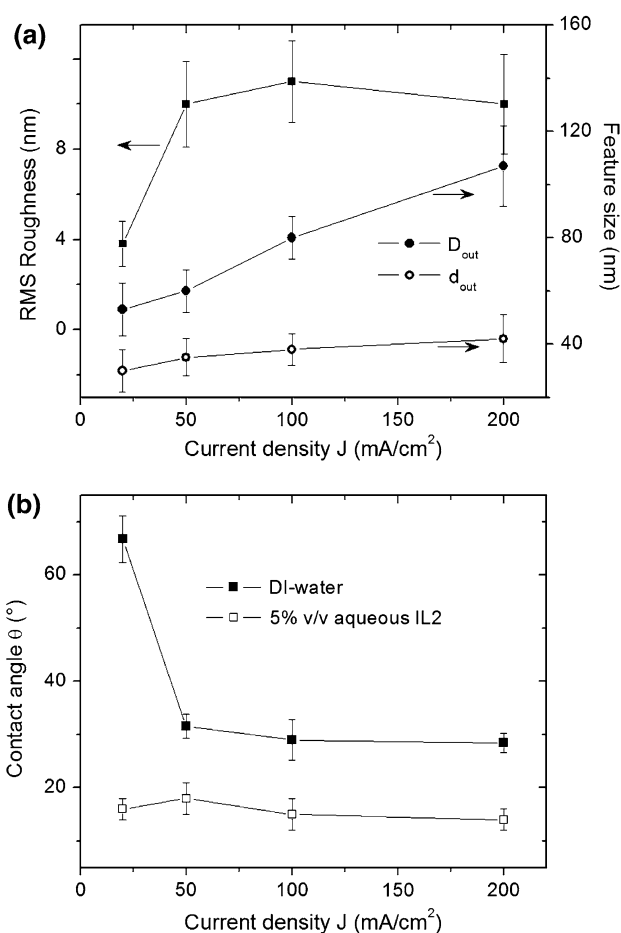 (a)
RMS Roughness (nm)
8
4
0
160
120
80
40
Feature size (nm)
D_out
d_out
0 50 100 150 200
Current density J (mA/cm²)
(b)
Contact angle θ (°)
60
40
20
DI-water
5% v/v aqueous IL2
0 50 100 150 200
Current density J (mA/cm²)